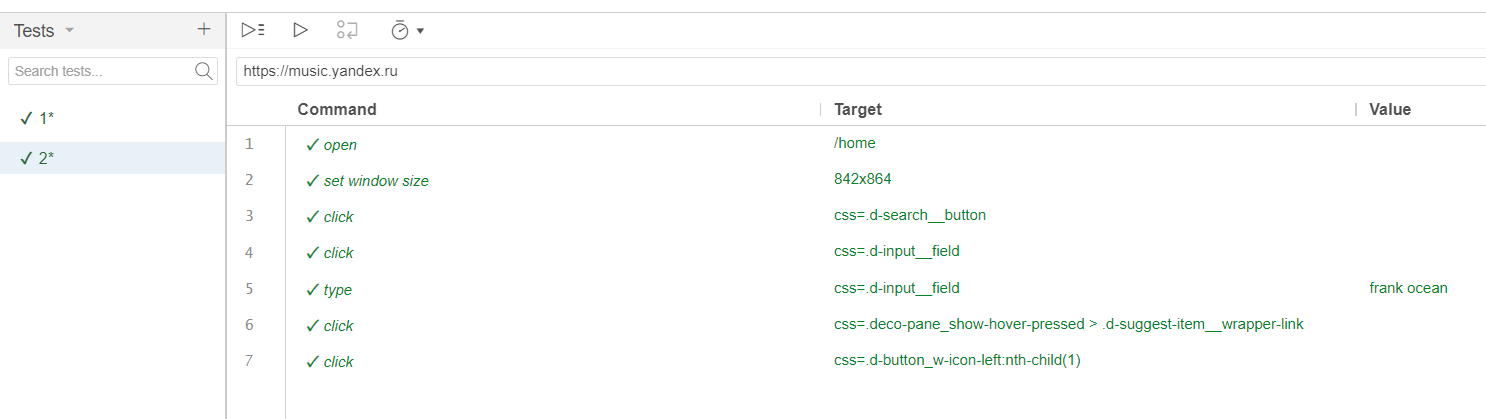 Tests
Search tests...
✓ 1*
✓ 2*
https://music.yandex.ru
Command Target Value
1 ✓ open /home
2 ✓ set window size 842x864
3 ✓ click css=.d-search__button
4 ✓ click css=.d-input__field
5 ✓ type css=.d-input__field frank ocean
6 ✓ click css=.deco-pane_show-hover-pressed > .d-suggest-item__wrapper-link
7 ✓ click css=.d-button_w-icon-left:nth-child(1)